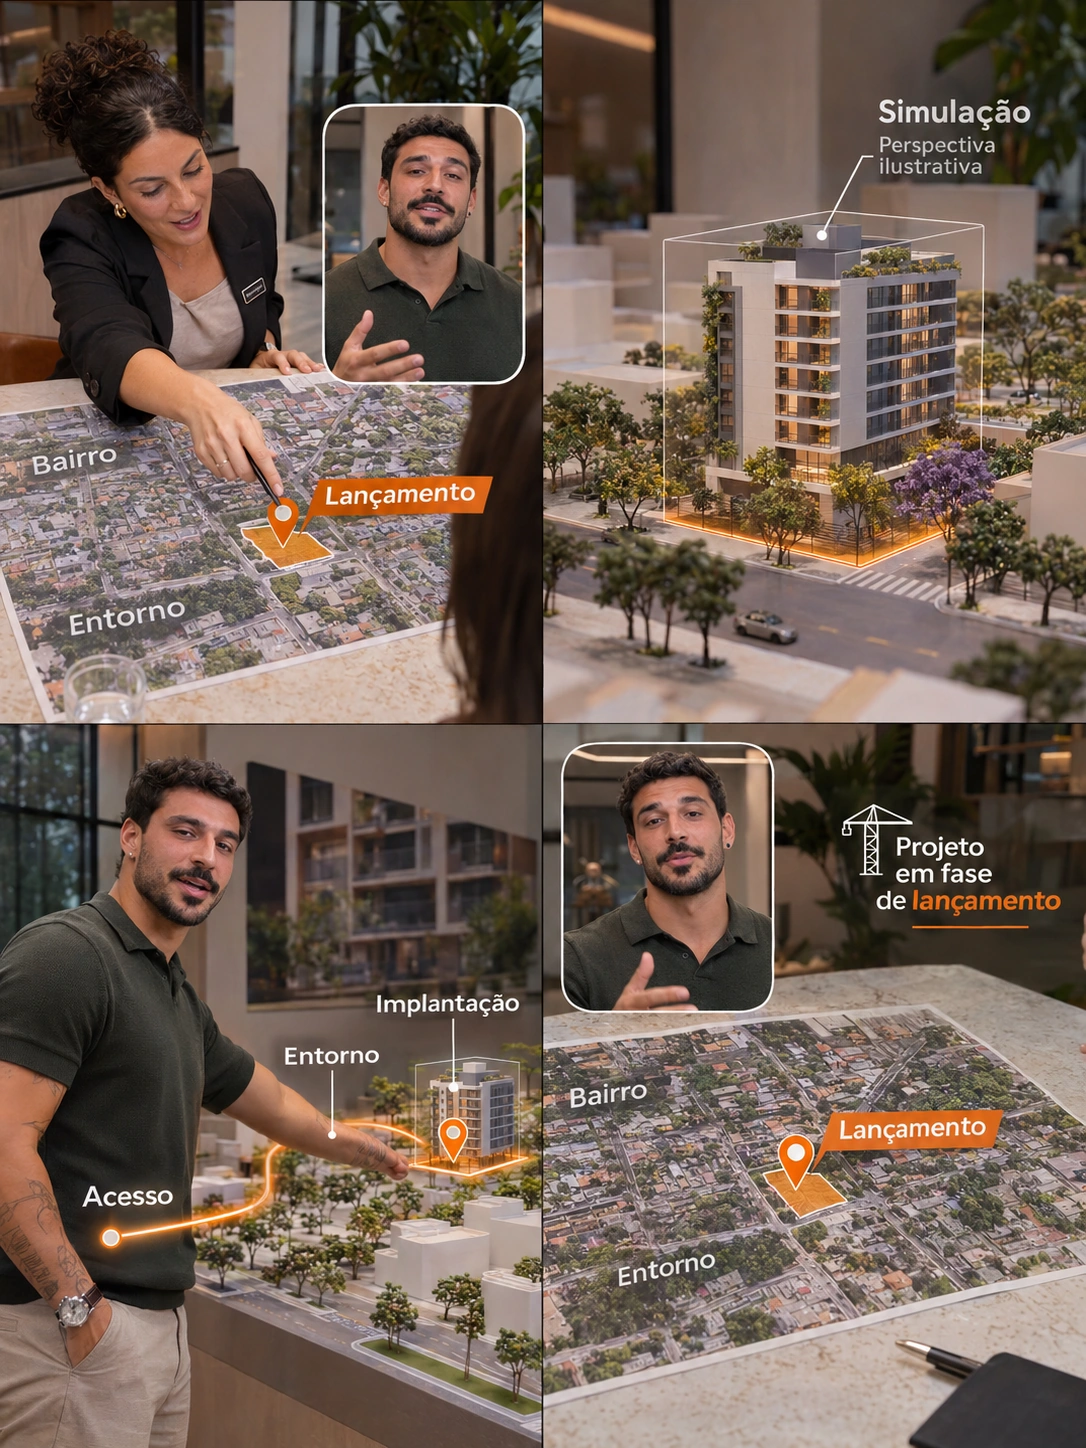 Bairro
Lançamento
Entorno
Simulação
Perspectiva
ilustrativa
Implantação
Entorno
Acesso
Projeto
em fase
de lançamento
Bairro
Lançamento
Entorno